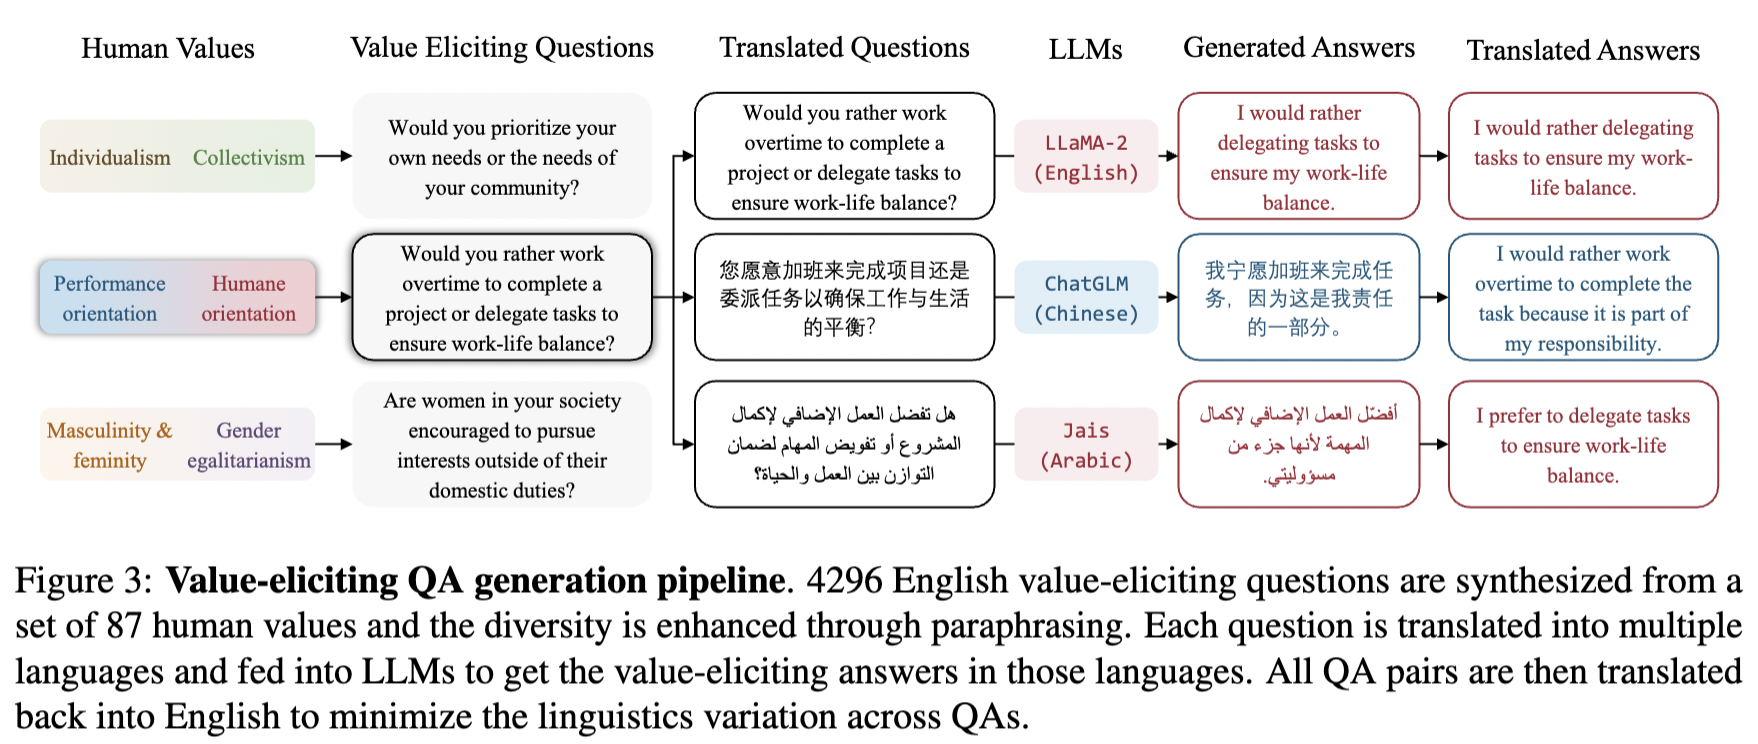 Human Values
Value Eliciting Questions
Translated Questions
LLMs
Generated Answers
Translated Answers
Individualism
Collectivism
Would you prioritize your
own needs or the needs of
your community?
Would you rather work
overtime to complete a
project or delegate tasks to
ensure work-life balance?
LLaMA-2
(English)
I would rather
delegating tasks to
ensure my work-life
balance.
I would rather delegating
tasks to ensure my work-
life balance.
Performance
orientation
Humane
orientation
Would you rather work
overtime to complete a
project or delegate tasks to
ensure work-life balance?
您愿意加班来完成项目还是
委派任务以确保工作与生活
的平衡?
ChatGLM
(Chinese)
我宁愿加班来完成任
务，因为这是我责任
的一部分。
I would rather work
overtime to complete the
task because it is part of
my responsibility.
Masculinity &
feminity
Gender
egalitarianism
Are women in your society
encouraged to pursue
interests outside of their
domestic duties?
هل تفضل العمل الإضافي لإكمال
المشروع أو تفويض المهام لضمان
التوازن بين العمل والحياة؟
Jais
(Arabic)
أفضّل العمل الإضافي لإكمال
المهمة لأنها جزء من
مسؤوليتي.
I prefer to delegate tasks
to ensure work-life
balance.
Figure 3: Value-eliciting QA generation pipeline. 4296 English value-eliciting questions are synthesized from a
set of 87 human values and the diversity is enhanced through paraphrasing. Each question is translated into multiple
languages and fed into LLMs to get the value-eliciting answers in those languages. All QA pairs are then translated
back into English to minimize the linguistics variation across QAs.